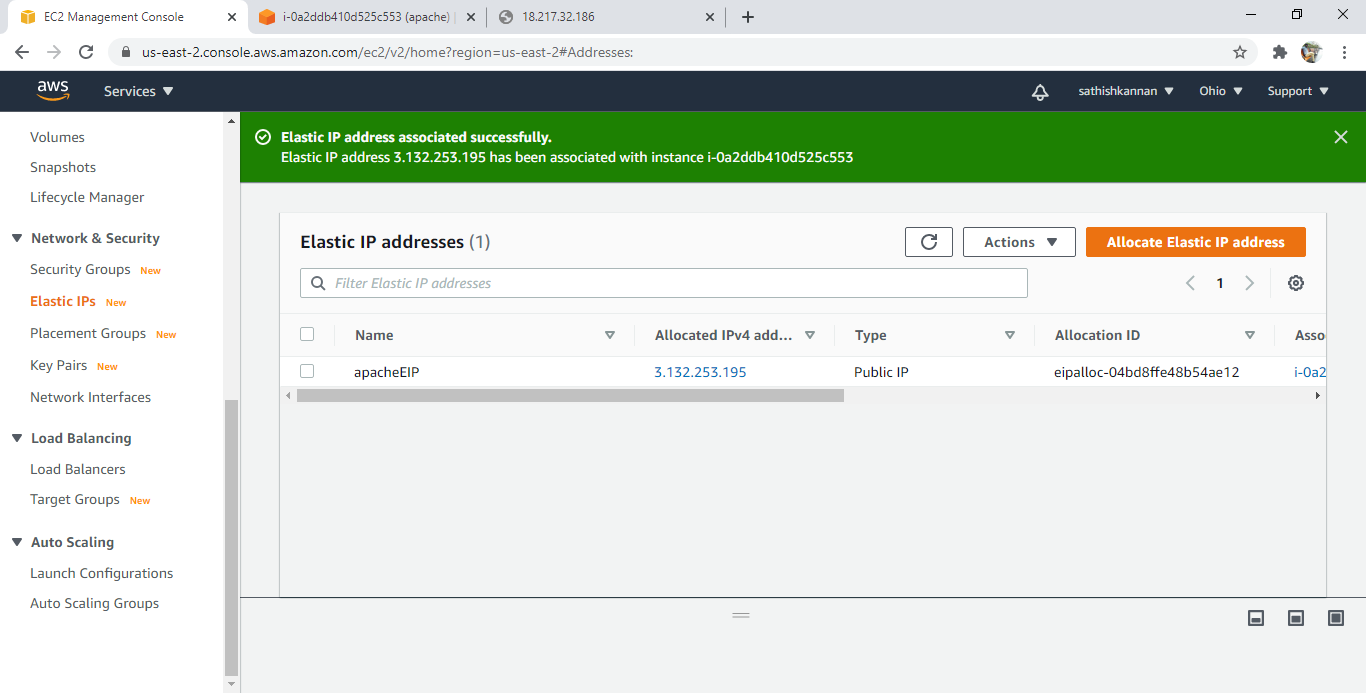 EC2 Management Console
i-0a2ddb410d525c553 (apache) |
18.217.32.186
us-east-2.console.aws.amazon.com/ec2/v2/home?region=us-east-2#Addresses:
aws
Services
sathishkannan
Ohio
Support
Volumes
Snapshots
Lifecycle Manager
Network & Security
Security Groups New
Elastic IPs New
Placement Groups New
Key Pairs New
Network Interfaces
Load Balancing
Load Balancers
Target Groups New
Auto Scaling
Launch Configurations
Auto Scaling Groups
Elastic IP address associated successfully.
Elastic IP address 3.132.253.195 has been associated with instance i-0a2ddb410d525c553
Elastic IP addresses (1)
Actions
Allocate Elastic IP address
Filter Elastic IP addresses
1
Name Allocated IPv4 add... Type Allocation ID Asso
apacheEIP 3.132.253.195 Public IP eipalloc-04bd8ffe48b54ae12 i-0a2